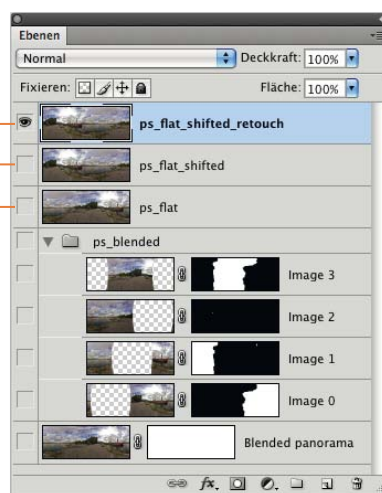 Ebenen
Normal Deckkraft: 100%
Fixieren: Fläche: 100%
ps_flat_shifted_retouch
ps_flat_shifted
ps_flat
ps_blended
Image 3
Image 2
Image 1
Image 0
Blended panorama
fx.